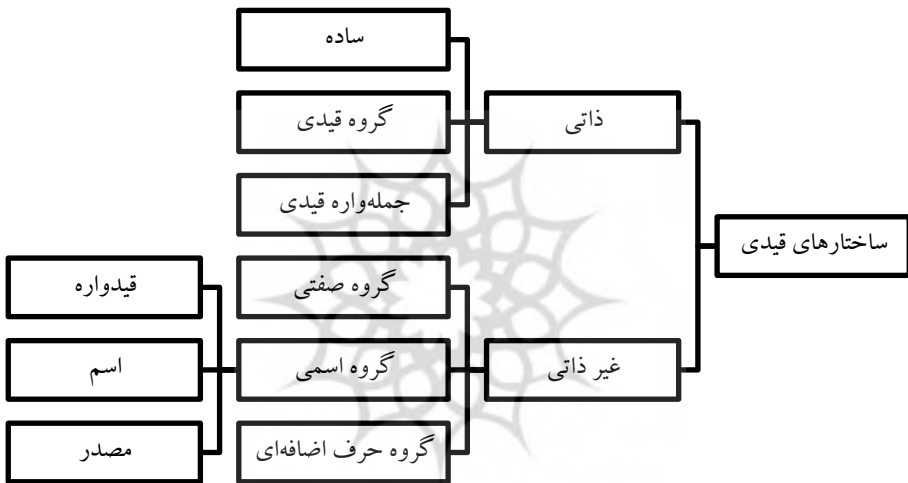 ساختارهای قیدی
ذاتی
ساده
گروه قیدی
جمله‌واره قیدی
غیر ذاتی
گروه صفتی
گروه اسمی
قیدواره
اسم
مصدر
گروه حرف اضافه‌ای